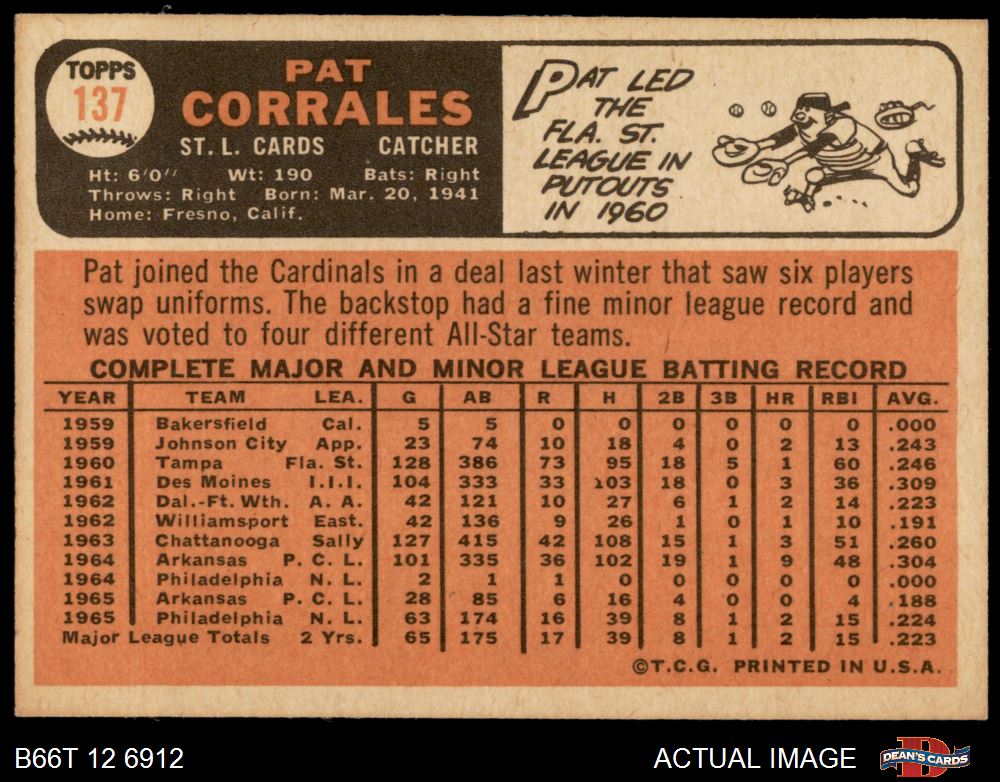 TOPPS
137
PAT
CORRALES
ST. L. CARDS CATCHER
Ht: 6'0" Wt: 190 Bats: Right
Throws: Right Born: Mar. 20, 1941
Home: Fresno, Calif.
PAT LED
THE
FLA. ST.
LEAGUE IN
PUTOUTS
IN 1960
Pat joined the Cardinals in a deal last winter that saw six players
swap uniforms. The backstop had a fine minor league record and
was voted to four different All-Star teams.
COMPLETE MAJOR AND MINOR LEAGUE BATTING RECORD
YEAR TEAM LEA. G AB R H 2B 3B HR RBI AVG.
1959 Bakersfield Cal. 5 5 0 0 0 0 0 0 .000
1959 Johnson City App. 23 74 10 18 4 0 2 13 .243
1960 Tampa Fla. St. 128 386 73 95 18 5 1 60 .246
1961 Des Moines I.I.I. 104 333 33 103 18 0 3 36 .309
1962 Dal.-Ft. Wth. A. A. 42 121 10 27 6 1 2 14 .223
1962 Williamsport East. 42 136 9 26 1 0 1 10 .191
1963 Chattanooga Sally 127 415 42 108 15 1 3 51 .260
1964 Arkansas P. C. L. 101 335 36 102 19 1 9 48 .304
1964 Philadelphia N. L. 2 1 1 0 0 0 0 0 .000
1965 Arkansas P. C. L. 28 85 6 16 4 0 0 4 .188
1965 Philadelphia N. L. 63 174 16 39 8 1 2 15 .224
Major League Totals 2 Yrs. 65 175 17 39 8 1 2 15 .223
©T.C.G. PRINTED IN U.S.A.
B66T 12 6912
ACTUAL IMAGE
DEAN'S CARDS